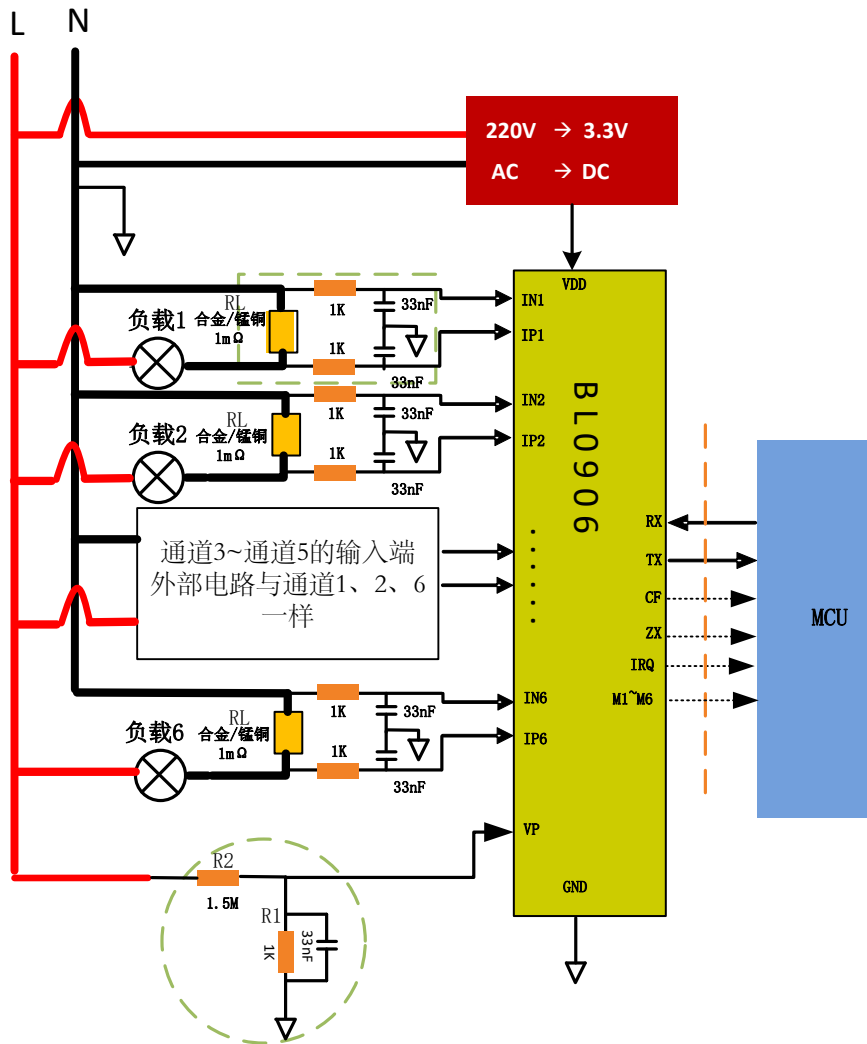 L N
220V → 3.3V
AC → DC
VDD
负载1
RL
合金/锰铜
1mΩ
1K
33nF
1K
33nF
IN1
IP1
负载2
RL
合金/锰铜
1mΩ
1K
33nF
1K
33nF
IN2
IP2
BL0906
通道3~通道5的输入端
外部电路与通道1、2、6
一样
RX
TX
CF
ZX
IRQ
M1~M6
MCU
负载6
RL
合金/锰铜
1mΩ
1K
33nF
1K
33nF
IN6
IP6
VP
GND
R2
1.5M
R1
1K
33nF